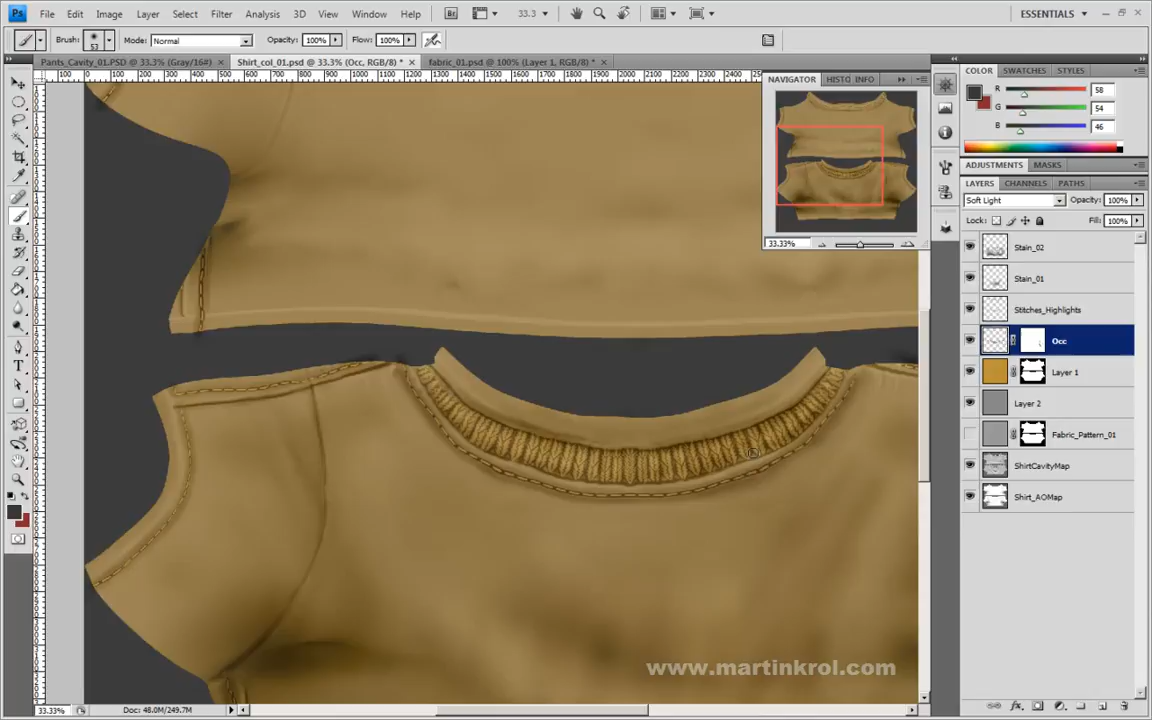 Ps File Edit Image Layer Select Filter Analysis 3D View Window Help Br 33.3 ESSENTIALS
Brush: 53 Mode: Normal Opacity: 100% Flow: 100%
Pants_Cavity_01.PSD @ 33.3% (Gray/16#) × Shirt_col_01.psd @ 33.3% (Occ, RGB/8) * × fabric_01.psd @ 100% (Layer 1, RGB/8) * ×
NAVIGATOR HISTO INFO
33.33%
COLOR SWATCHES STYLES
R 58
G 54
B 46
ADJUSTMENTS MASKS
LAYERS CHANNELS PATHS
Soft Light Opacity: 100%
Lock: Fill: 100%
Stain_02
Stain_01
Stitches_Highlights
Occ
Layer 1
Layer 2
Fabric_Pattern_01
ShirtCavityMap
Shirt_AOMap
www.martinkrol.com
33.33% Doc: 48.0M/249.7M